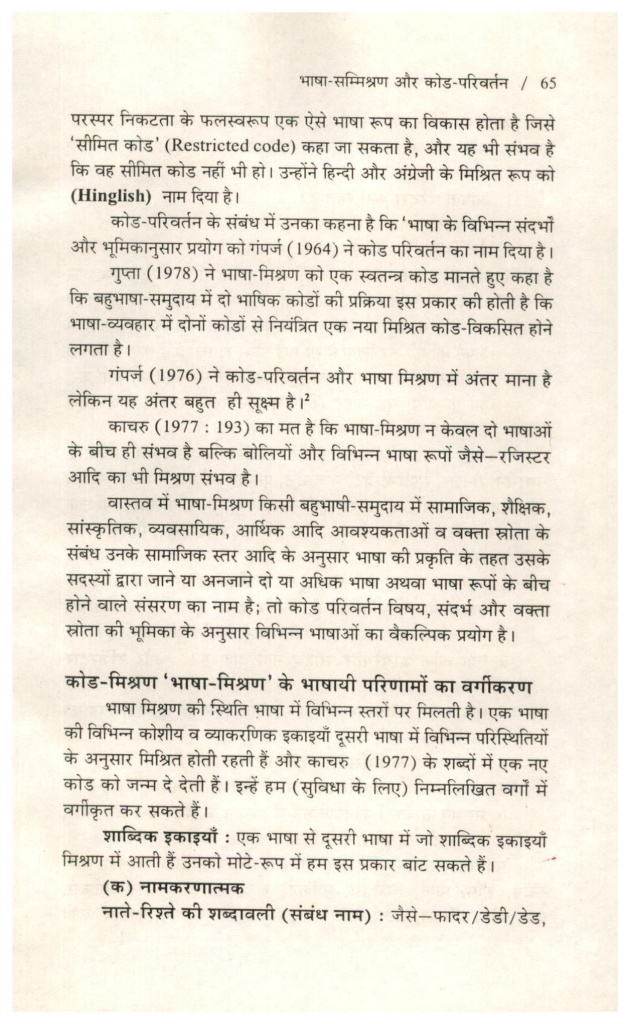 भाषा-सम्मिश्रण और कोड-परिवर्तन / 65
परस्पर निकटता के फलस्वरूप एक ऐसे भाषा रूप का विकास होता है जिसे
‘सीमित कोड’ (Restricted code) कहा जा सकता है, और यह भी संभव है
कि वह सीमित कोड नहीं भी हो। उन्होंने हिन्दी और अंग्रेजी के मिश्रित रूप को
(Hinglish) नाम दिया है।
कोड-परिवर्तन के संबंध में उनका कहना है कि ‘भाषा के विभिन्न संदर्भों
और भूमिकानुसार प्रयोग को गंपर्ज (1964) ने कोड परिवर्तन का नाम दिया है।
गुप्ता (1978) ने भाषा-मिश्रण को एक स्वतन्त्र कोड मानते हुए कहा है
कि बहुभाषा-समुदाय में दो भाषिक कोडों की प्रक्रिया इस प्रकार की होती है कि
भाषा-व्यवहार में दोनों कोडों से नियंत्रित एक नया मिश्रित कोड-विकसित होने
लगता है।
गंपर्ज (1976) ने कोड-परिवर्तन और भाषा मिश्रण में अंतर माना है
लेकिन यह अंतर बहुत ही सूक्ष्म है।²
काचरु (1977 : 193) का मत है कि भाषा-मिश्रण न केवल दो भाषाओं
के बीच ही संभव है बल्कि बोलियों और विभिन्न भाषा रूपों जैसे—रजिस्टर
आदि का भी मिश्रण संभव है।
वास्तव में भाषा-मिश्रण किसी बहुभाषी-समुदाय में सामाजिक, शैक्षिक,
सांस्कृतिक, व्यवसायिक, आर्थिक आदि आवश्यकताओं व वक्ता स्रोता के
संबंध उनके सामाजिक स्तर आदि के अनुसार भाषा की प्रकृति के तहत उसके
सदस्यों द्वारा जाने या अनजाने दो या अधिक भाषा अथवा भाषा रूपों के बीच
होने वाले संसरण का नाम है; तो कोड परिवर्तन विषय, संदर्भ और वक्ता
स्रोता की भूमिका के अनुसार विभिन्न भाषाओं का वैकल्पिक प्रयोग है।
कोड-मिश्रण ‘भाषा-मिश्रण’ के भाषायी परिणामों का वर्गीकरण
भाषा मिश्रण की स्थिति भाषा में विभिन्न स्तरों पर मिलती है। एक भाषा
की विभिन्न कोशीय व व्याकरणिक इकाइयाँ दूसरी भाषा में विभिन्न परिस्थितियों
के अनुसार मिश्रित होती रहती हैं और काचरु (1977) के शब्दों में एक नए
कोड को जन्म दे देती हैं। इन्हें हम (सुविधा के लिए) निम्नलिखित वर्गों में
वर्गीकृत कर सकते हैं।
शाब्दिक इकाइयाँ : एक भाषा से दूसरी भाषा में जो शाब्दिक इकाइयाँ
मिश्रण में आती हैं उनको मोटे-रूप में हम इस प्रकार बांट सकते हैं।
(क) नामकरणात्मक
नाते-रिश्ते की शब्दावली (संबंध नाम) : जैसे—फादर/डेडी/डेड,